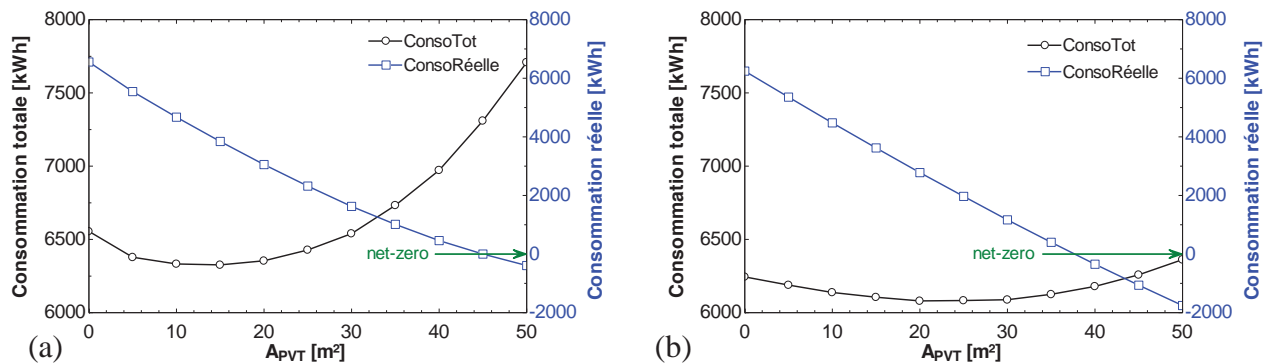 8000
7500
7000
6500
6000
Consommation totale [kWh]
ConsoTot
ConsoRéelle
net-zero
8000
6000
4000
2000
0
-2000
Consommation réelle [kWh]
0 10 20 30 40 50
APVT [m²]
(a)
8000
7500
7000
6500
6000
Consommation totale [kWh]
ConsoTot
ConsoRéelle
net-zero
8000
6000
4000
2000
0
-2000
Consommation réelle [kWh]
0 10 20 30 40 50
APVT [m²]
(b)